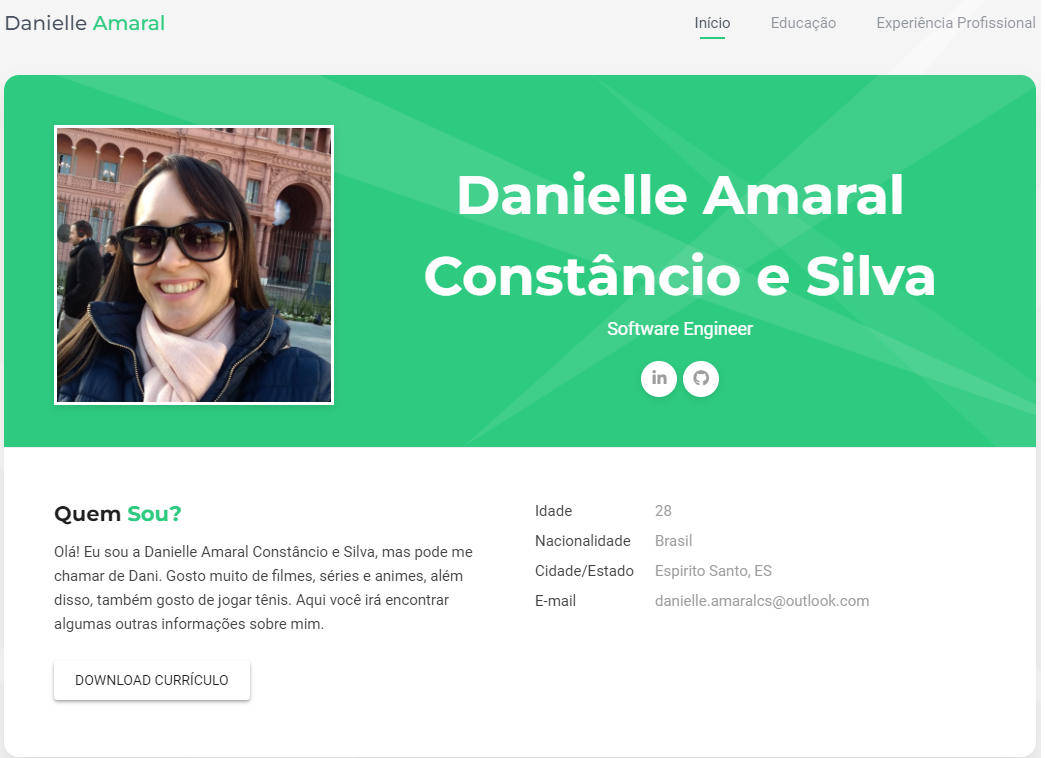 Danielle Amaral
Início
Educação
Experiência Profissional
Danielle Amaral
Constâncio e Silva
Software Engineer
in
Quem Sou?
Olá! Eu sou a Danielle Amaral Constâncio e Silva, mas pode me
chamar de Dani. Gosto muito de filmes, séries e animes, além
disso, também gosto de jogar tênis. Aqui você irá encontrar
algumas outras informações sobre mim.
DOWNLOAD CURRÍCULO
Idade 28
Nacionalidade Brasil
Cidade/Estado Espirito Santo, ES
E-mail danielle.amaralcs@outlook.com